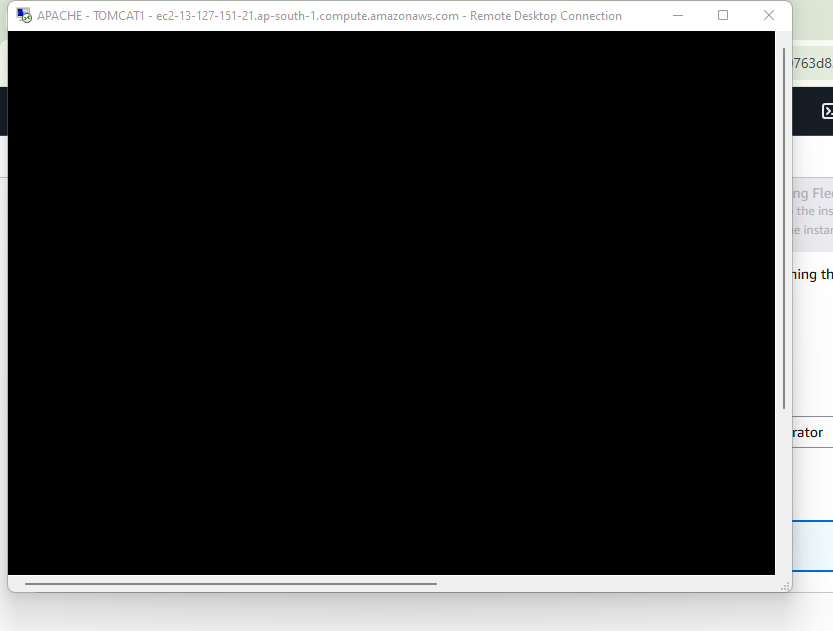 APACHE - TOMCAT1 - ec2-13-127-151-21.ap-south-1.compute.amazonaws.com - Remote Desktop Connection
763d8
ng Flee
the ins
e instan
ning th
rator